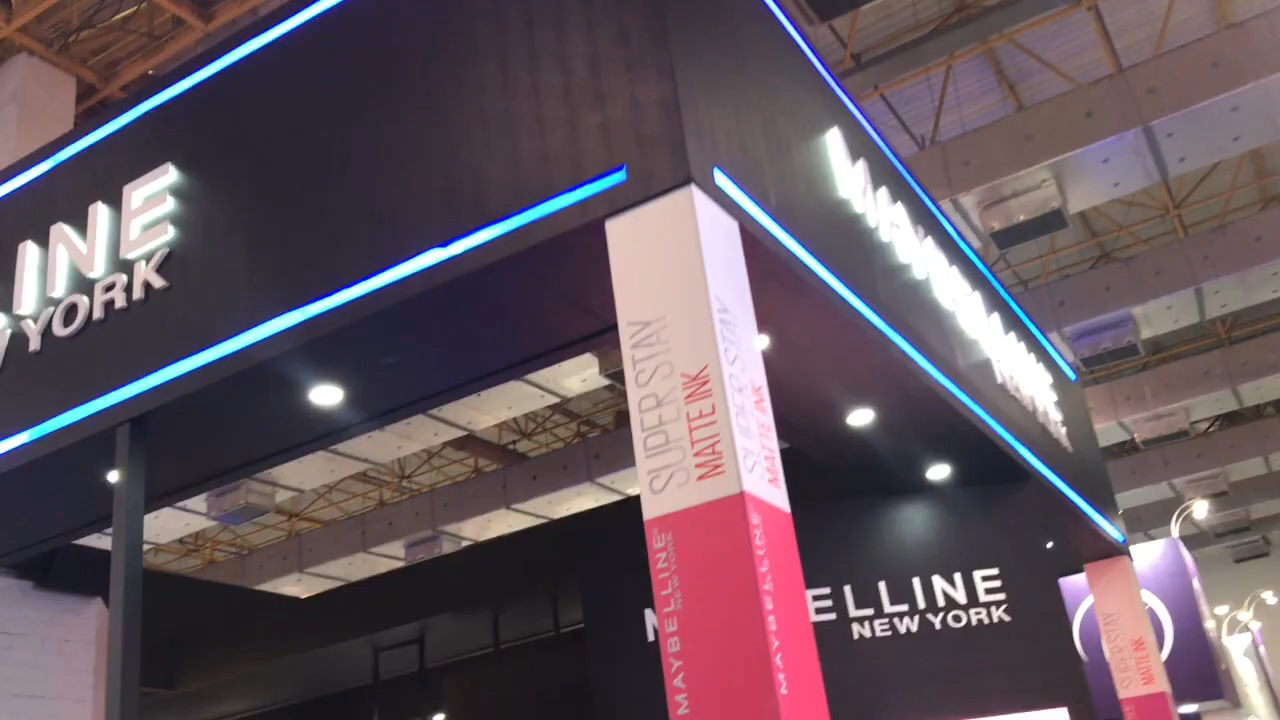 INE
YORK
SUPER STAY
MATTE INK
SUPER STAY
MATTE INK
MAYBELLINE
NEW YORK
MAYBELLINE
ELLINE
NEW YORK
SUPER STAY
MATTE INK